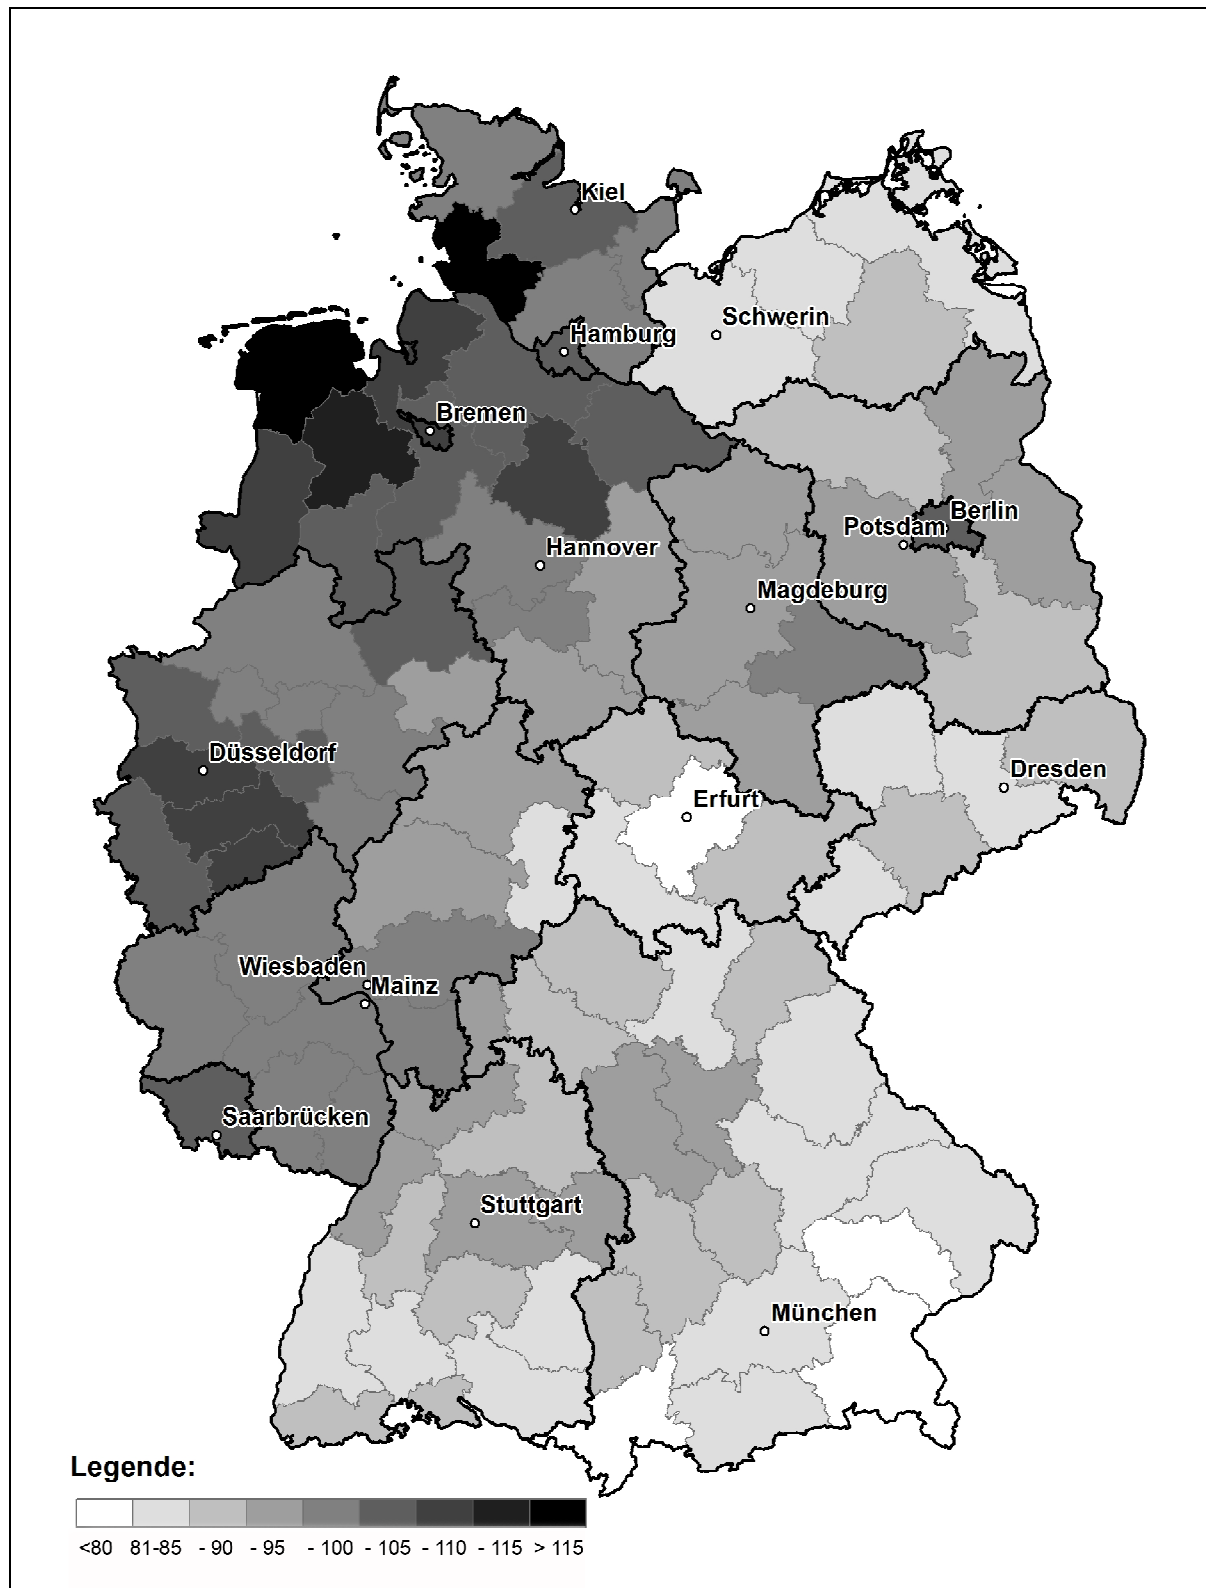 Kiel
Schwerin
Hamburg
Bremen
Berlin
Potsdam
Hannover
Magdeburg
Düsseldorf
Dresden
Erfurt
Wiesbaden
Mainz
Saarbrücken
Stuttgart
München
Legende:
<80 81-85 - 90 - 95 - 100 - 105 - 110 - 115 > 115